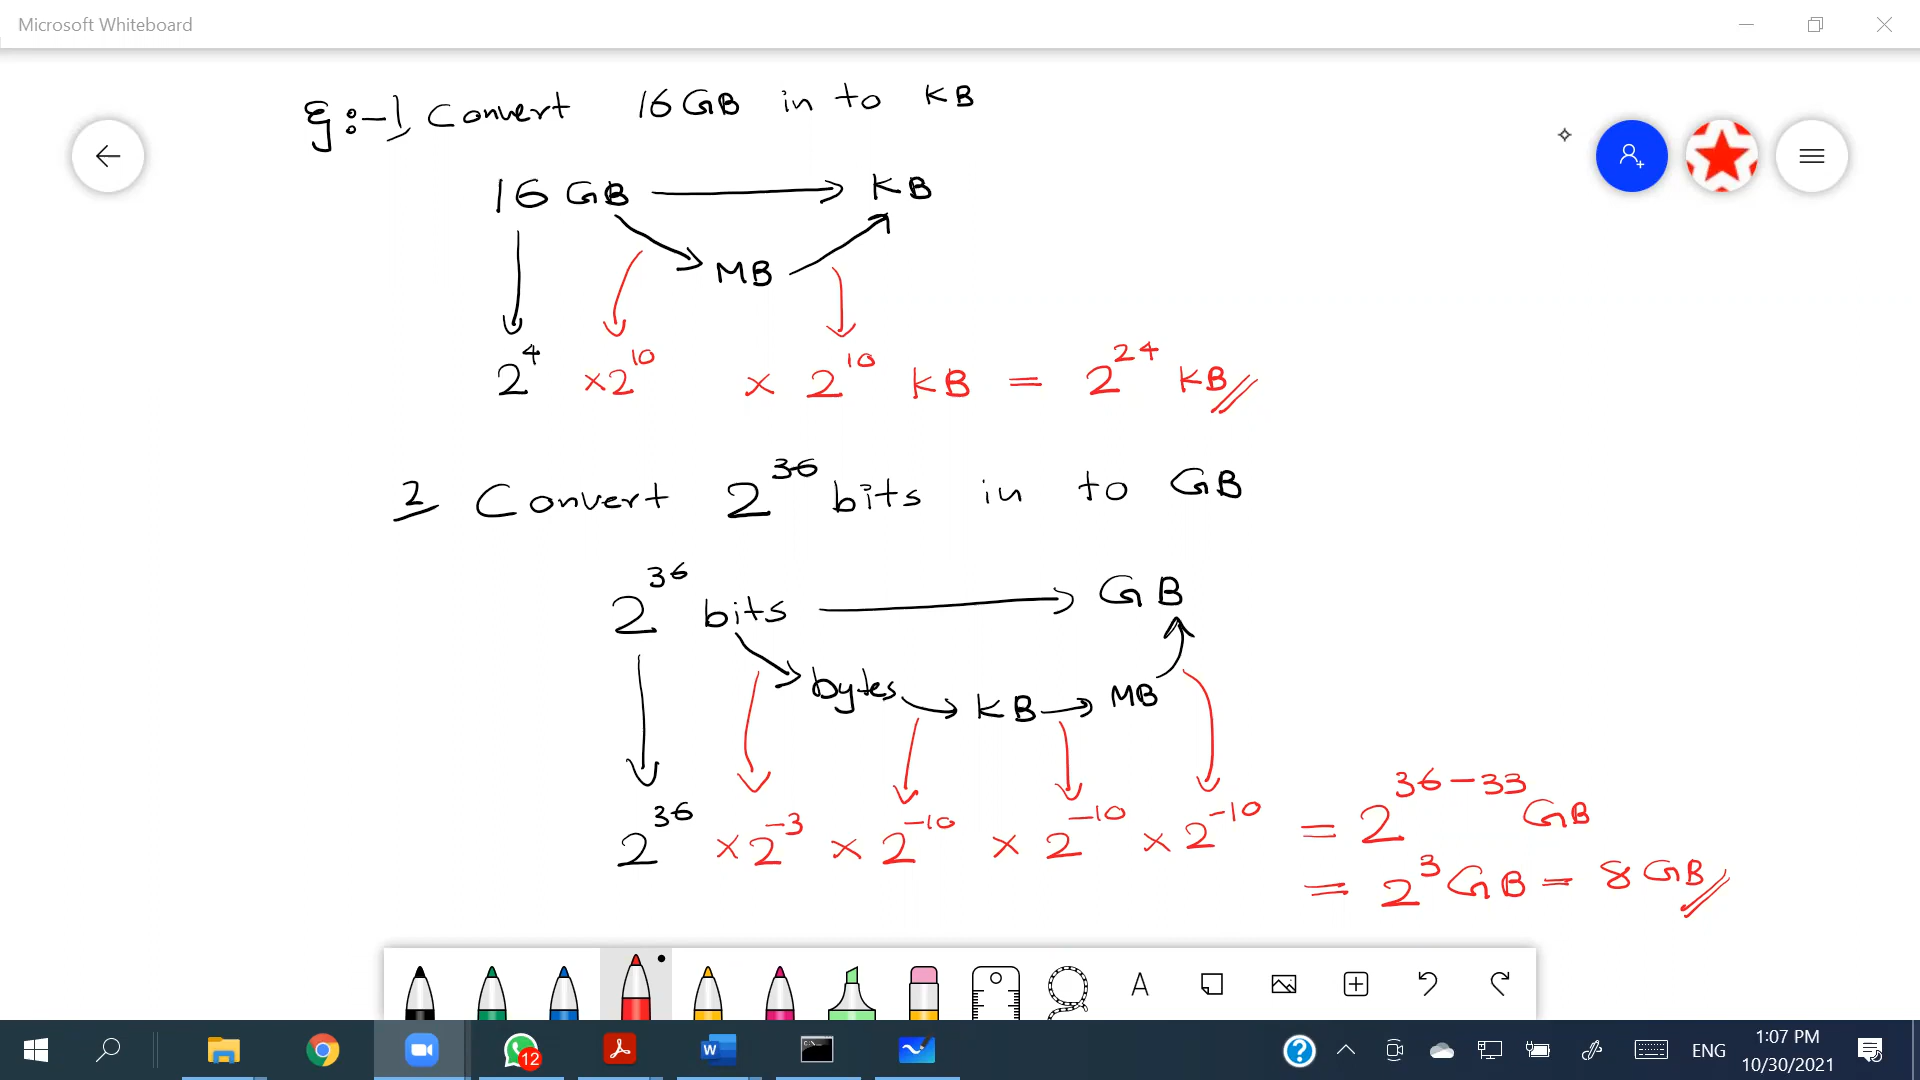 Microsoft Whiteboard
Eg:-1 Convert 16GB in to KB
16 GB → KB
MB
2^4 ×2^10 × 2^10 KB = 2^24 KB
2 Convert 2^36 bits in to GB
2^36 bits → GB
bytes → KB → MB
2^36 ×2^-3 × 2^-10 × 2^-10 × 2^-10 = 2^36-33 GB
= 2^3 GB = 8 GB
A
12
W
?
ENG
1:07 PM
10/30/2021